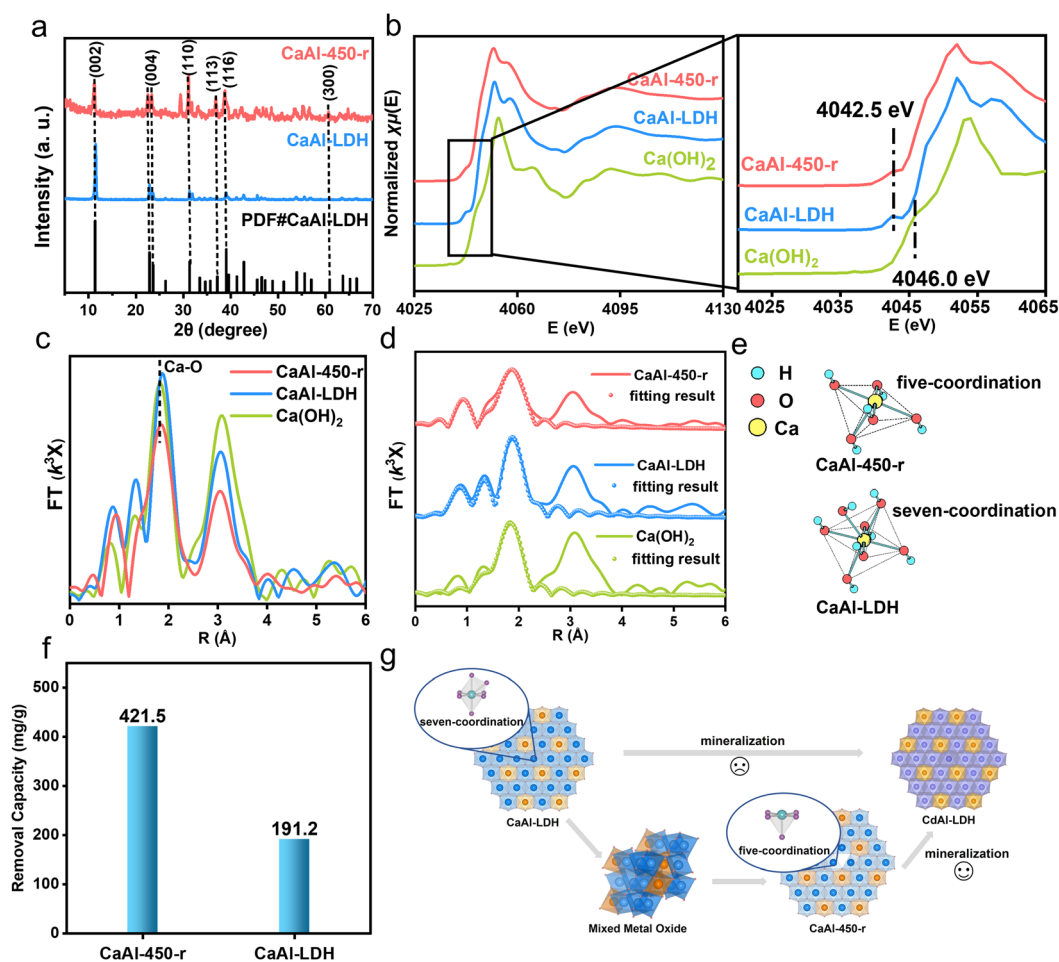 a
CaAl-450-r
(002)
(004)
(110)
(113)
(116)
(300)
CaAl-LDH
PDF#CaAl-LDH
Intensity (a. u.)
10 20 30 40 50 60 70
2θ (degree)
b
CaAl-450-r
CaAl-LDH
Ca(OH)2
Normalized χμ(E)
4025 4060 4095 4130
E (eV)
4042.5 eV
CaAl-450-r
CaAl-LDH
Ca(OH)2
4046.0 eV
4025 4035 4045 4055 4065
E (eV)
c
Ca-O
CaAl-450-r
CaAl-LDH
Ca(OH)2
FT (k3X)
0 1 2 3 4 5 6
R (Å)
d
CaAl-450-r
fitting result
CaAl-LDH
fitting result
Ca(OH)2
fitting result
FT (k3X)
0 1 2 3 4 5 6
R (Å)
e
H
O
Ca
five-coordination
CaAl-450-r
seven-coordination
CaAl-LDH
f
Removal Capacity (mg/g)
500
400
300
200
100
0
421.5
191.2
CaAl-450-r CaAl-LDH
g
seven-coordination
CaAl-LDH
mineralization
CdAl-LDH
Mixed Metal Oxide
five-coordination
CaAl-450-r
mineralization